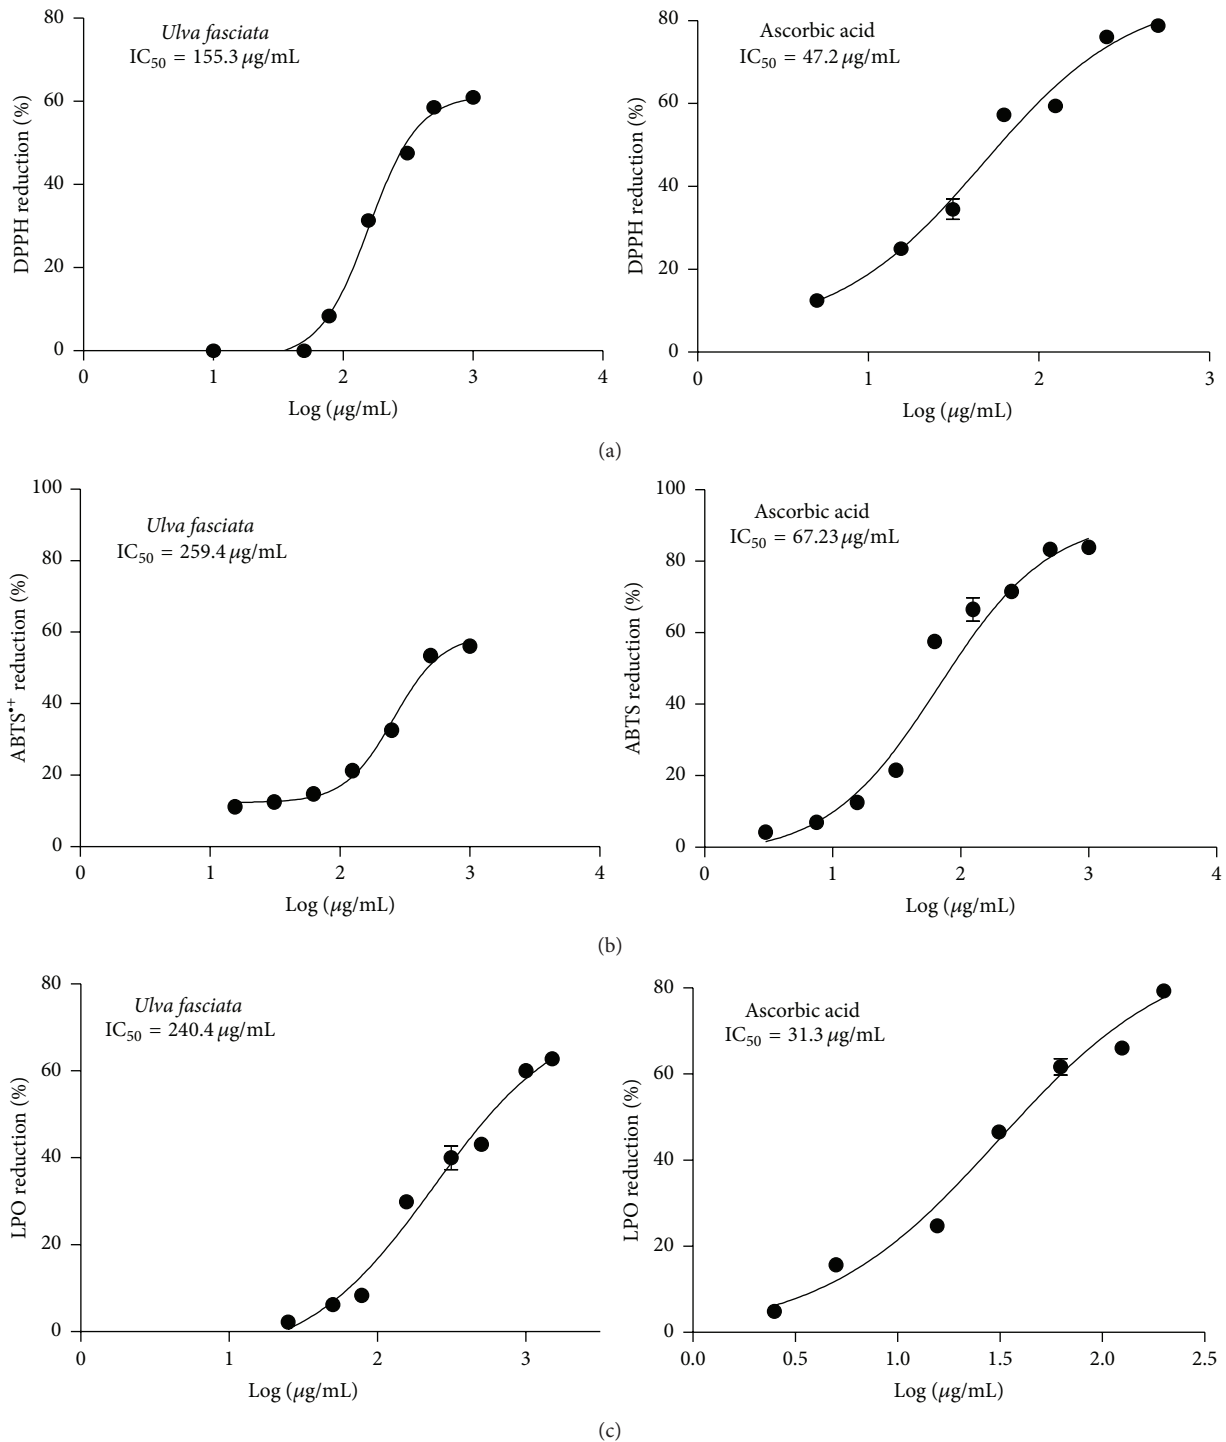 Ulva fasciata
IC50 = 155.3 μg/mL
DPPH reduction (%)
80
60
40
20
0
0 1 2 3 4
Log (μg/mL)
Ascorbic acid
IC50 = 47.2 μg/mL
DPPH reduction (%)
80
60
40
20
0
0 1 2 3
Log (μg/mL)
(a)
Ulva fasciata
IC50 = 259.4 μg/mL
ABTS•+ reduction (%)
100
80
60
40
20
0
0 1 2 3 4
Log (μg/mL)
Ascorbic acid
IC50 = 67.23 μg/mL
ABTS reduction (%)
100
80
60
40
20
0
0 1 2 3 4
Log (μg/mL)
(b)
Ulva fasciata
IC50 = 240.4 μg/mL
LPO reduction (%)
80
60
40
20
0
0 1 2 3
Log (μg/mL)
Ascorbic acid
IC50 = 31.3 μg/mL
LPO reduction (%)
80
60
40
20
0
0.0 0.5 1.0 1.5 2.0 2.5
Log (μg/mL)
(c)